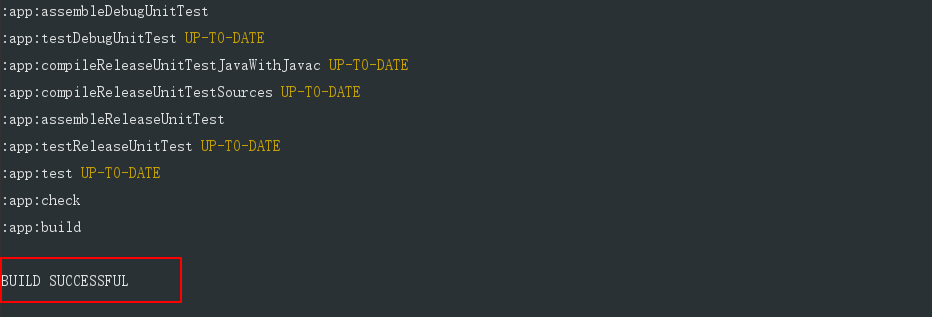 :app:assembleDebugUnitTest
:app:testDebugUnitTest UP-TO-DATE
:app:compileReleaseUnitTestJavaWithJavac UP-TO-DATE
:app:compileReleaseUnitTestSources UP-TO-DATE
:app:assembleReleaseUnitTest
:app:testReleaseUnitTest UP-TO-DATE
:app:test UP-TO-DATE
:app:check
:app:build
BUILD SUCCESSFUL